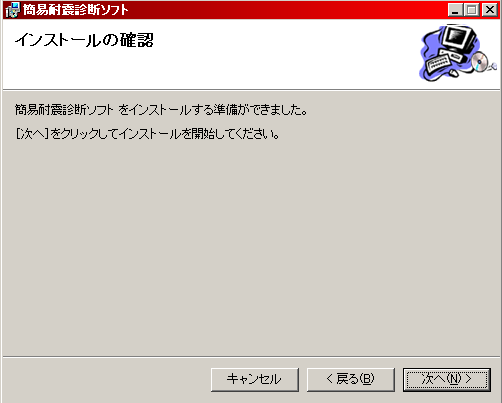 簡易耐震診断ソフト
インストールの確認
簡易耐震診断ソフト をインストールする準備ができました。
[次へ]をクリックしてインストールを開始してください。
キャンセル
< 戻る(B)
次へ(N) >